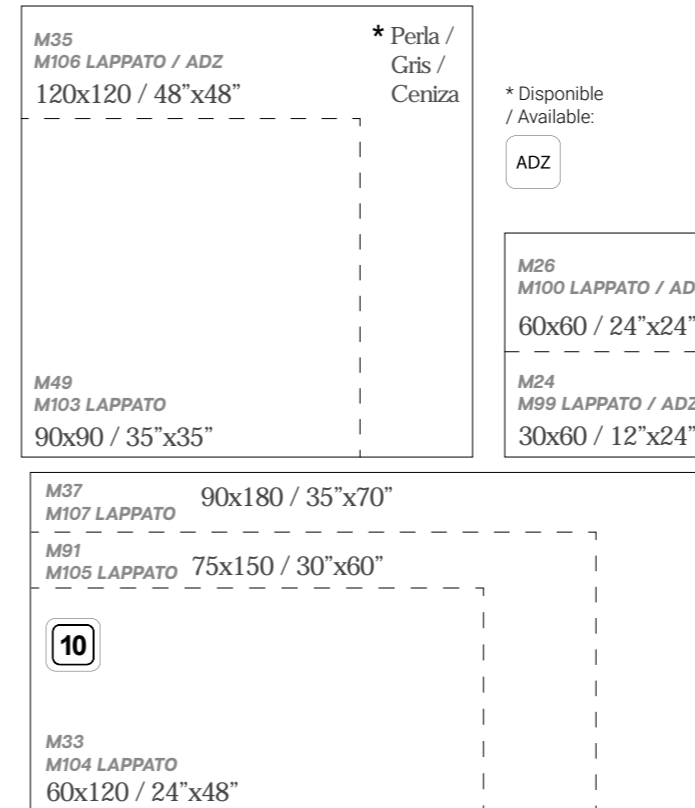 M35
M106 LAPPATO / ADZ
120x120 / 48”x48”
* Perla /
Gris /
Ceniza
* Disponible
/ Available:
ADZ
M49
M103 LAPPATO
90x90 / 35”x35”
M26
M100 LAPPATO / AD
60x60 / 24”x24”
M24
M99 LAPPATO / ADZ
30x60 / 12”x24”
M37
M107 LAPPATO
90x180 / 35”x70”
M91
M105 LAPPATO
75x150 / 30”x60”
10
M33
M104 LAPPATO
60x120 / 24”x48”